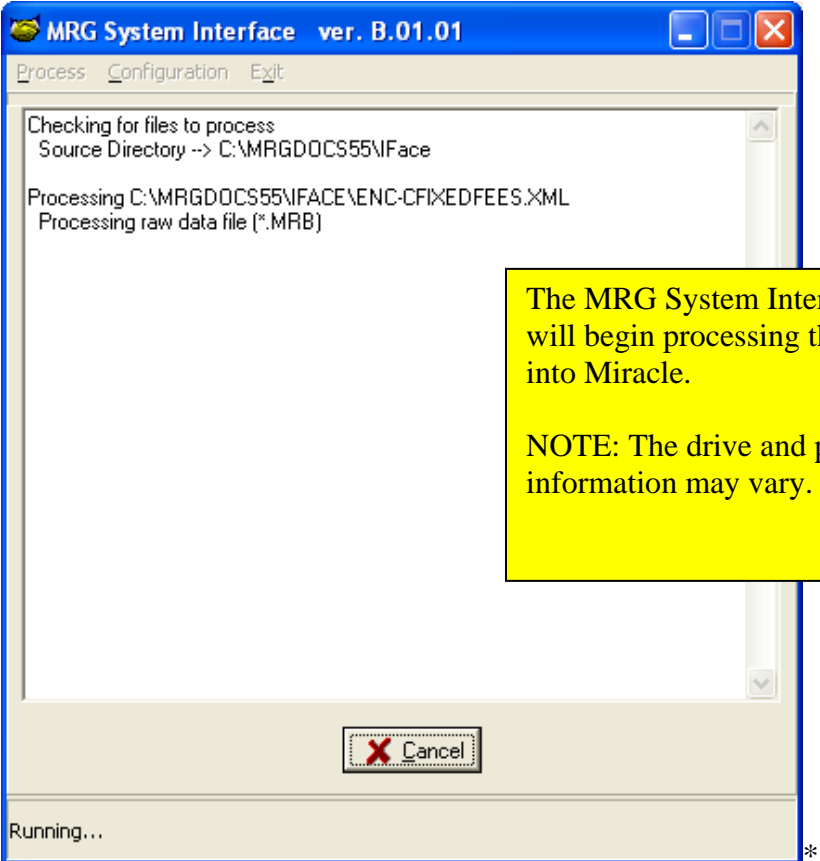 MRG System Interface ver. B.01.01
Process Configuration Exit
Checking for files to process
Source Directory --> C:\MRGDOCS55\IFace
Processing C:\MRGDOCS55\IFACE\ENC-CFIXEDFEES.XML
Processing raw data file (*.MRB)
The MRG System
will begin processing
into Miracle.
NOTE: The drive and
information may vary.
Cancel
Running...
*